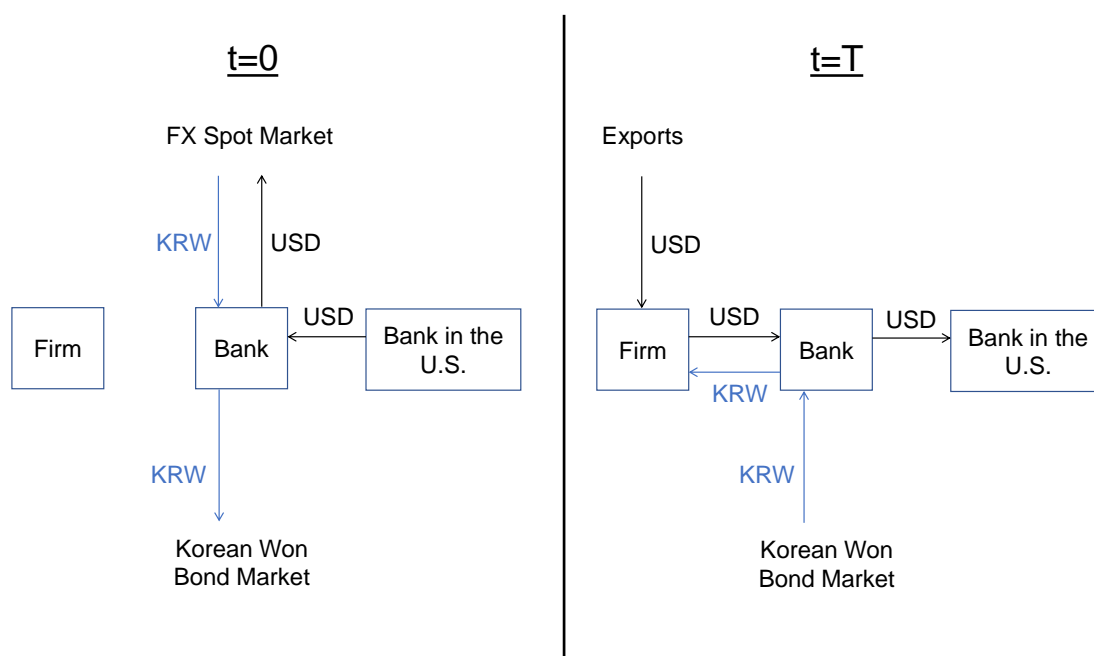 t=0
FX Spot Market
KRW
USD
USD
Firm
Bank
Bank in the
U.S.
KRW
Korean Won
Bond Market
t=T
Exports
USD
USD
USD
Firm
Bank
Bank in the
U.S.
KRW
KRW
Korean Won
Bond Market